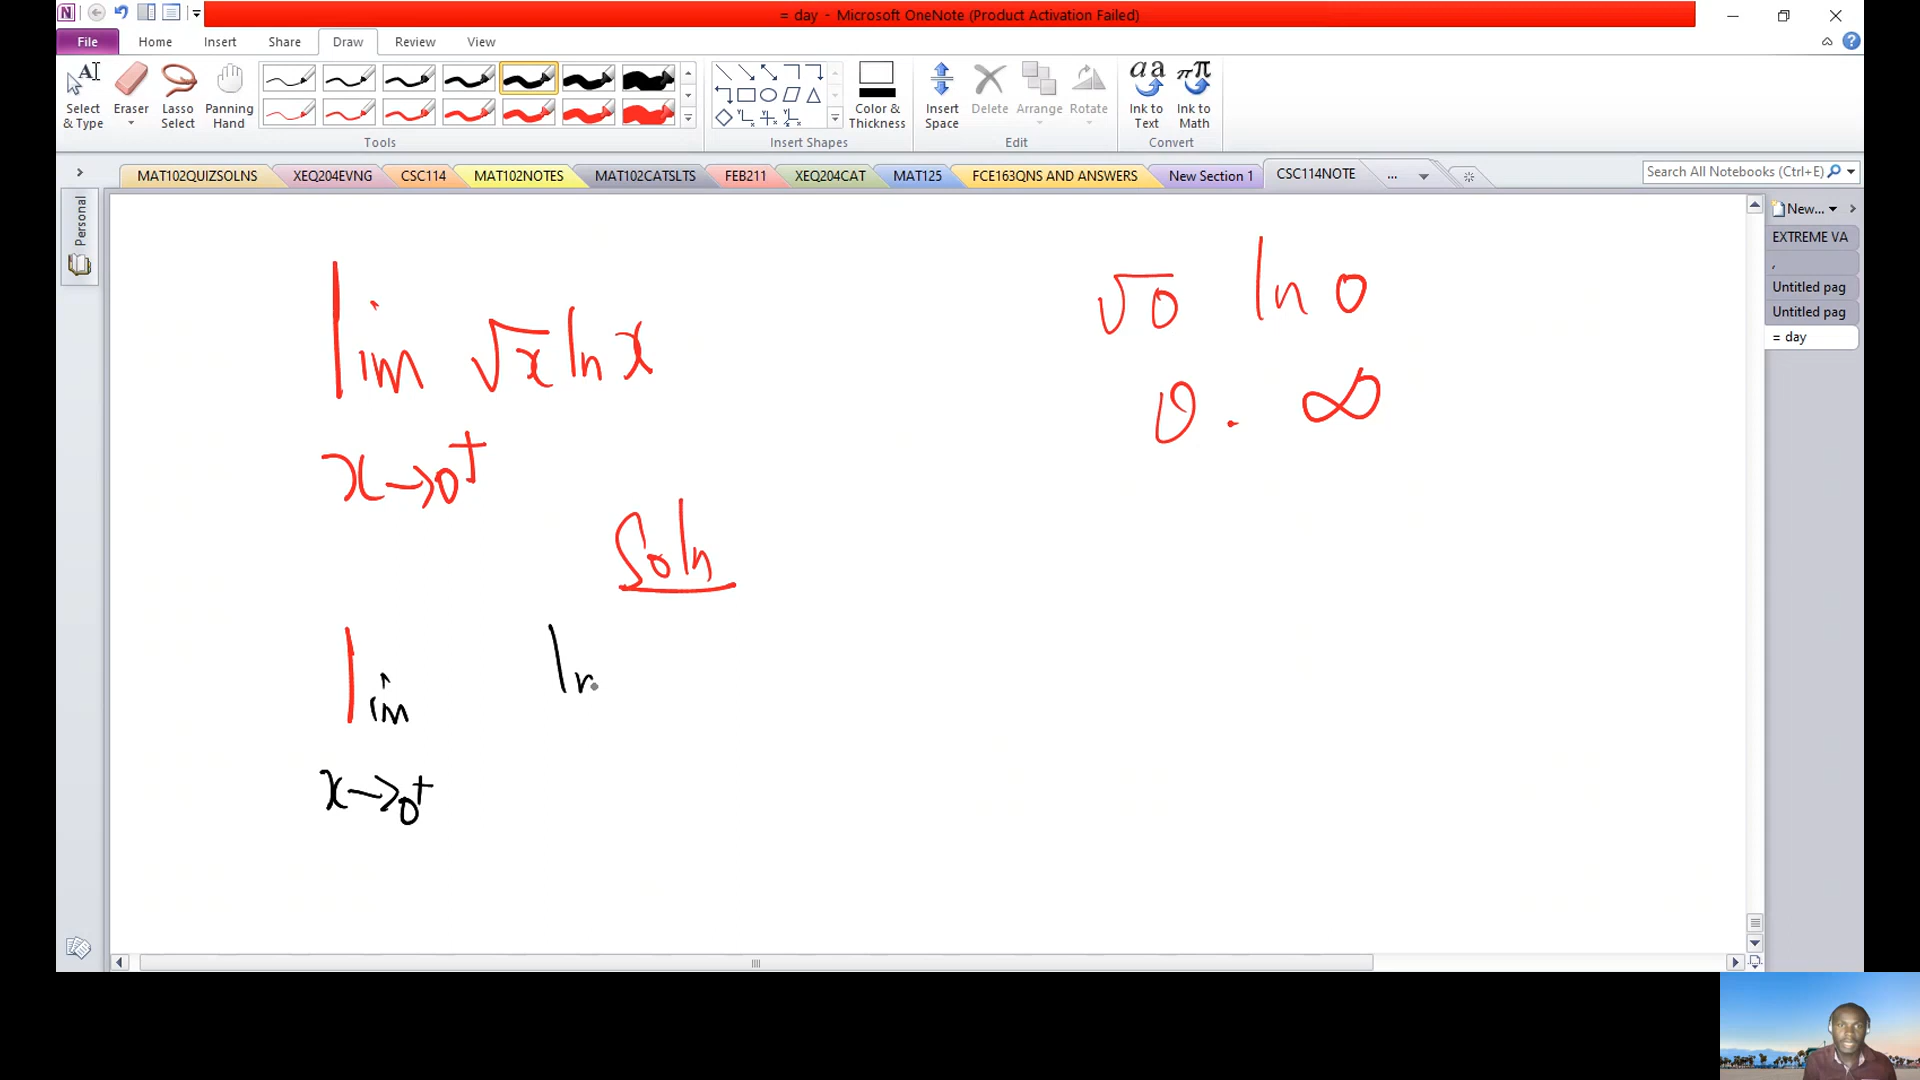 = day - Microsoft OneNote (Product Activation Failed)
File Home Insert Share Draw Review View
Select & Type
Eraser
Lasso Select
Panning Hand
Tools
Insert Shapes
Color & Thickness
Insert Space
Delete
Arrange
Rotate
Edit
aa
Ink to Text
ππ
Ink to Math
Convert
MAT102QUIZSOLNS XEQ204EVNG CSC114 MAT102NOTES MAT102CATSLTS FEB211 XEQ204CAT MAT125 FCE163QNS AND ANSWERS New Section 1 CSC114NOTE ...
Search All Notebooks (Ctrl+E)
Personal
New...
EXTREME VA
,
Untitled pag
Untitled pag
= day
lim √x ln x
x→0⁺
√0 ln 0
0 . ∞
Soln
lim ln
x→0⁺